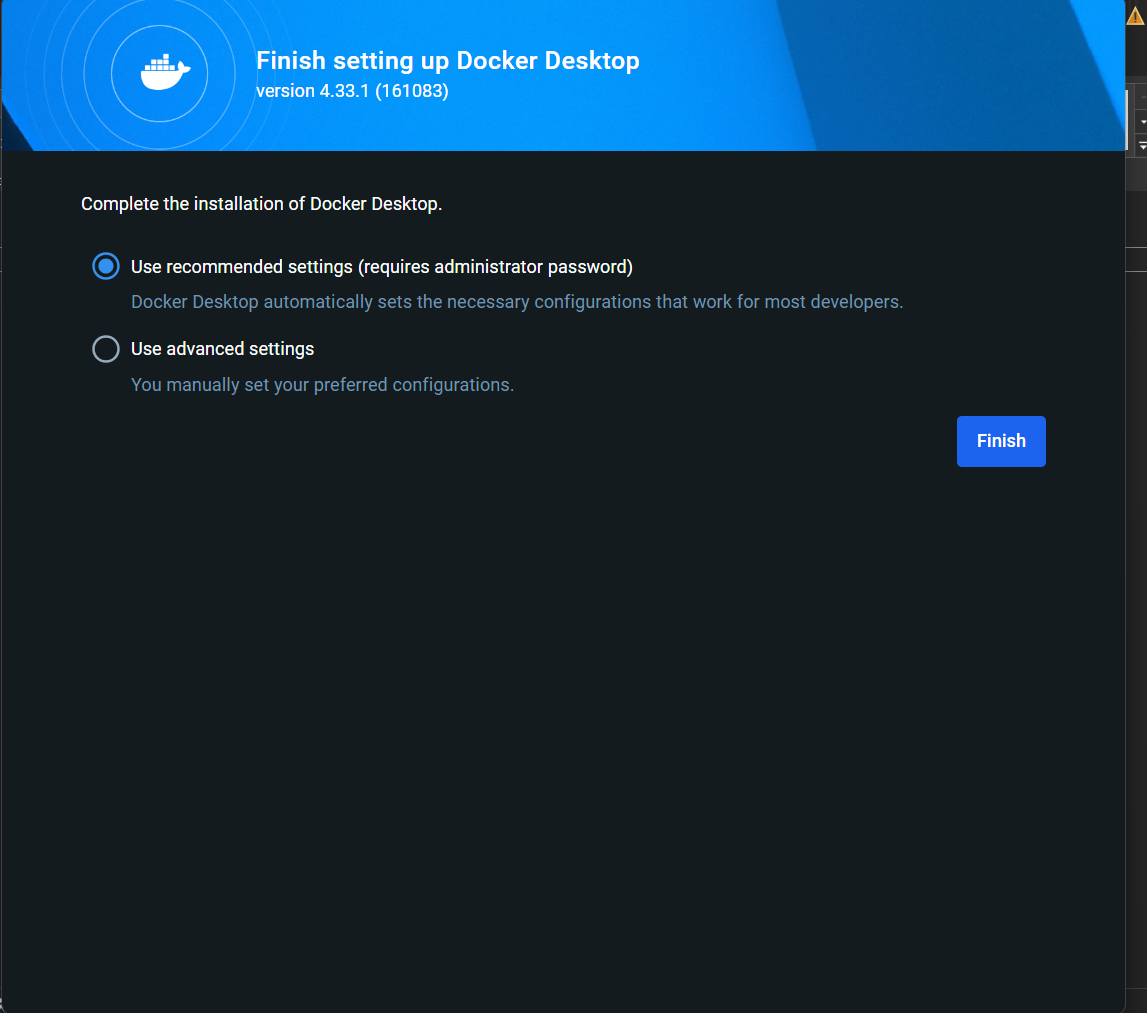 Finish setting up Docker Desktop
version 4.33.1 (161083)
Complete the installation of Docker Desktop.
Use recommended settings (requires administrator password)
Docker Desktop automatically sets the necessary configurations that work for most developers.
Use advanced settings
You manually set your preferred configurations.
Finish